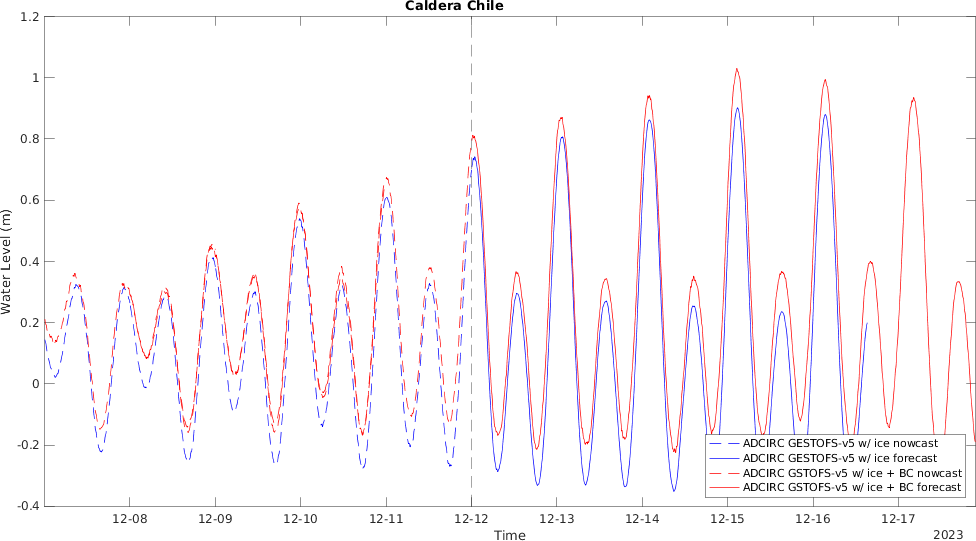 Caldera Chile
1.2
1
0.8
0.6
0.4
0.2
0
-0.2
-0.4
Water Level (m)
12-08
12-09
12-10
12-11
12-12
12-13
12-14
12-15
12-16
12-17
Time
2023
ADCIRC GESTOFS-v5 w/ ice nowcast
ADCIRC GESTOFS-v5 w/ ice forecast
ADCIRC GSTOFS-v5 w/ ice + BC nowcast
ADCIRC GSTOFS-v5 w/ ice + BC forecast